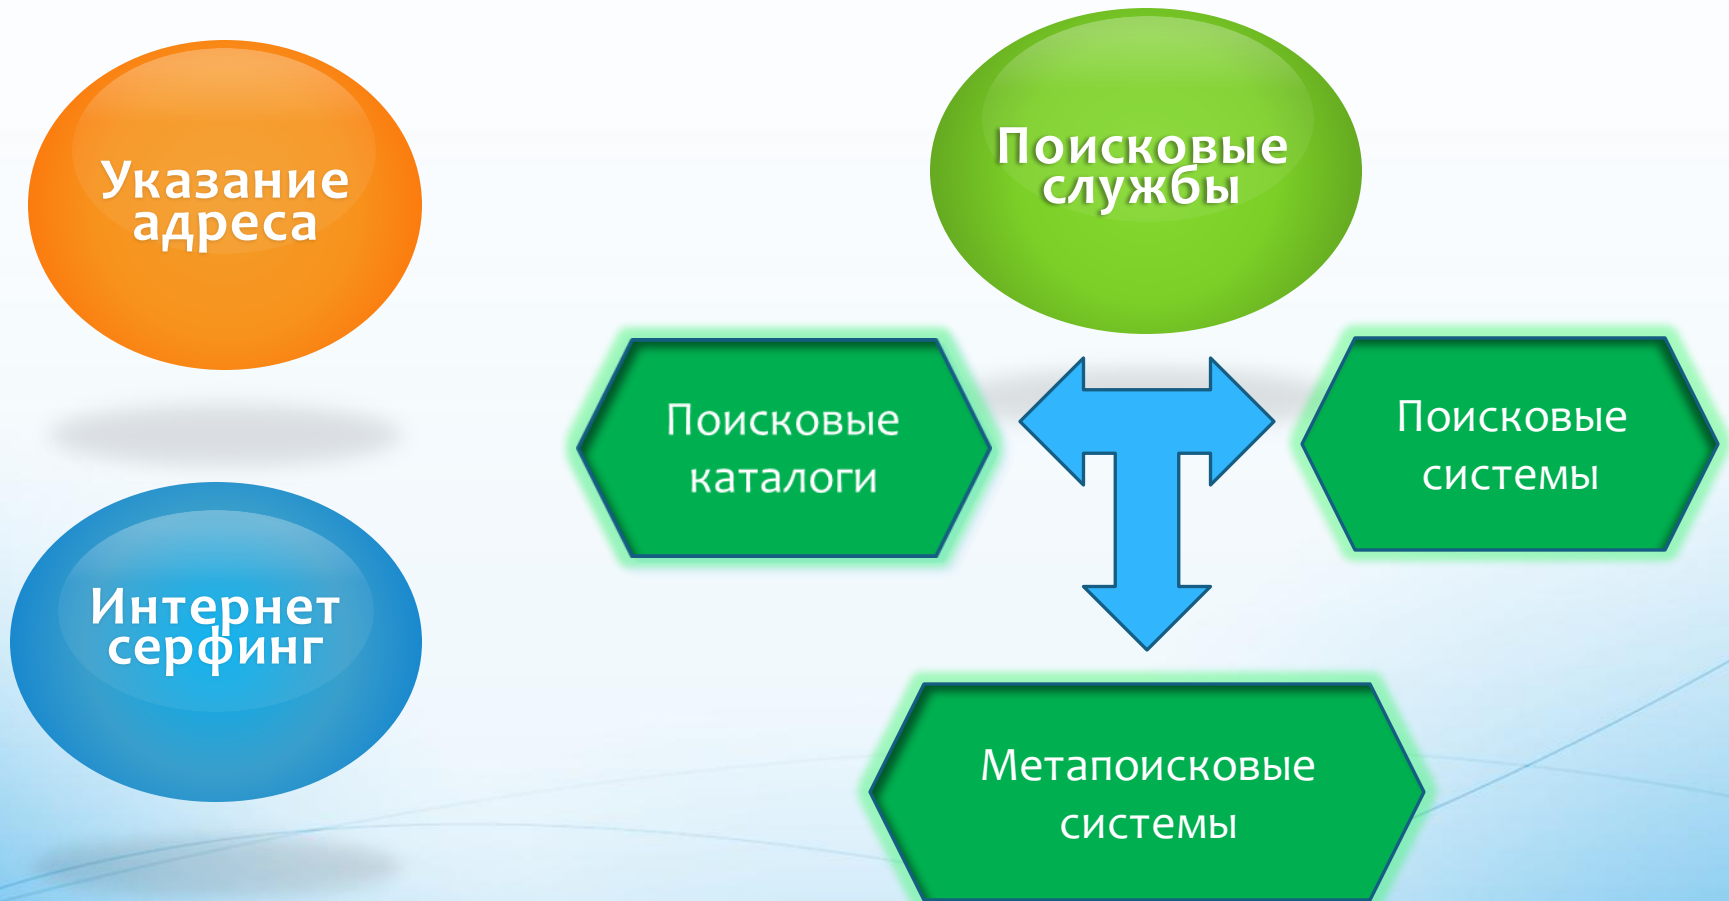 Указание
адреса
Интернет
серфинг
Поисковые
службы
Поисковые
каталоги
Поисковые
системы
Метапоисковые
системы